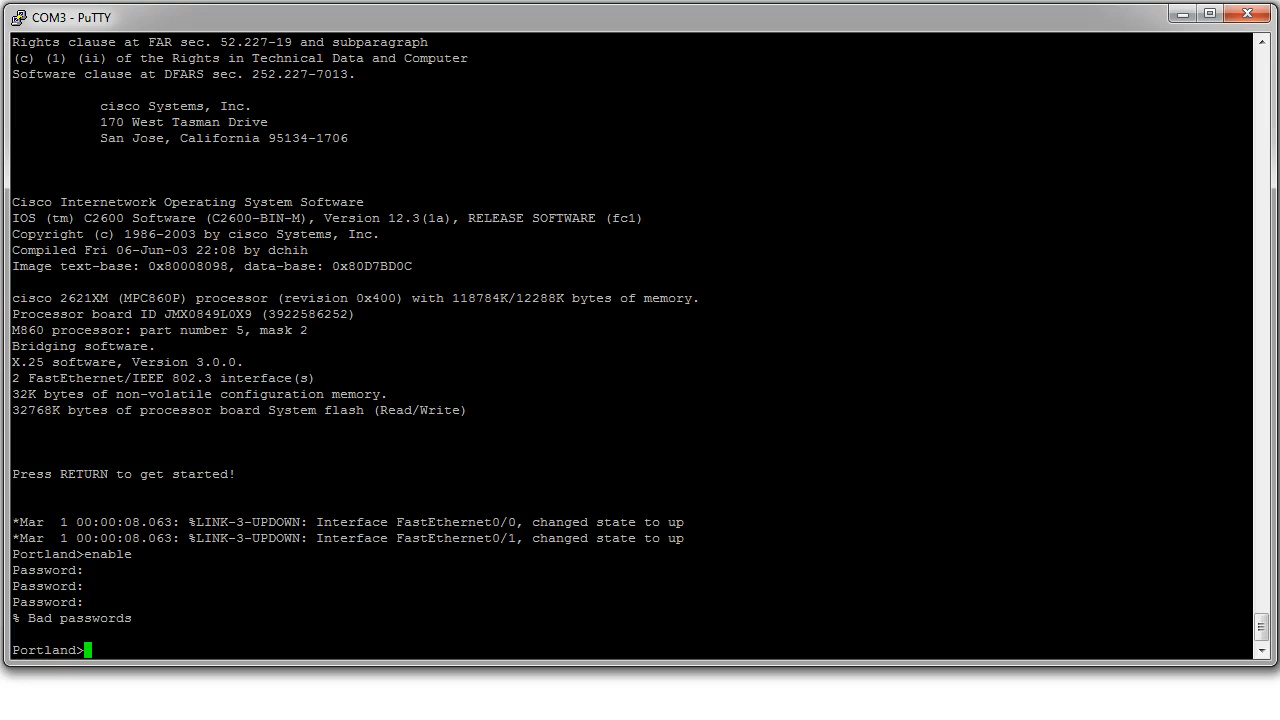 COM3 - PuTTY
Rights clause at FAR sec. 52.227-19 and subparagraph
(c) (1) (ii) of the Rights in Technical Data and Computer
Software clause at DFARS sec. 252.227-7013.
cisco Systems, Inc.
170 West Tasman Drive
San Jose, California 95134-1706
Cisco Internetwork Operating System Software
IOS (tm) C2600 Software (C2600-BIN-M), Version 12.3(1a), RELEASE SOFTWARE (fc1)
Copyright (c) 1986-2003 by cisco Systems, Inc.
Compiled Fri 06-Jun-03 22:08 by dchih
Image text-base: 0x80008098, data-base: 0x80D7BD0C
cisco 2621XM (MPC860P) processor (revision 0x400) with 118784K/12288K bytes of memory.
Processor board ID JMX0849L0X9 (3922586252)
M860 processor: part number 5, mask 2
Bridging software.
X.25 software, Version 3.0.0.
2 FastEthernet/IEEE 802.3 interface(s)
32K bytes of non-volatile configuration memory.
32768K bytes of processor board System flash (Read/Write)
Press RETURN to get started!
*Mar  1 00:00:08.063: %LINK-3-UPDOWN: Interface FastEthernet0/0, changed state to up
*Mar  1 00:00:08.063: %LINK-3-UPDOWN: Interface FastEthernet0/1, changed state to up
Portland>enable
Password:
Password:
Password:
% Bad passwords
Portland>